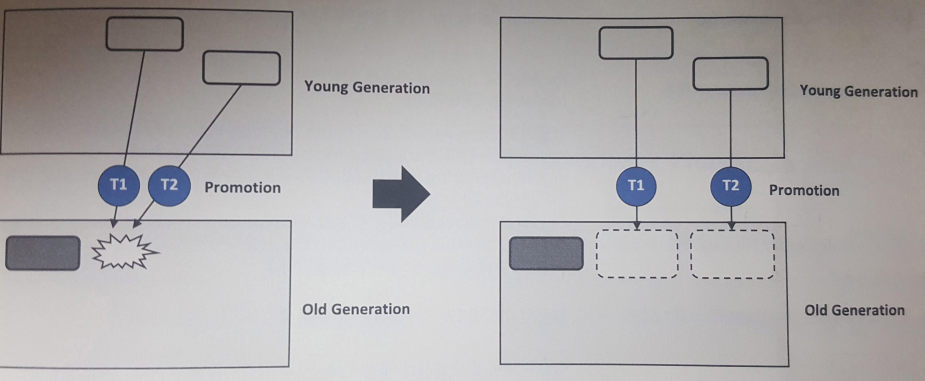 Young Generation
T1 T2 Promotion
Old Generation
Young Generation
T1 T2 Promotion
Old Generation